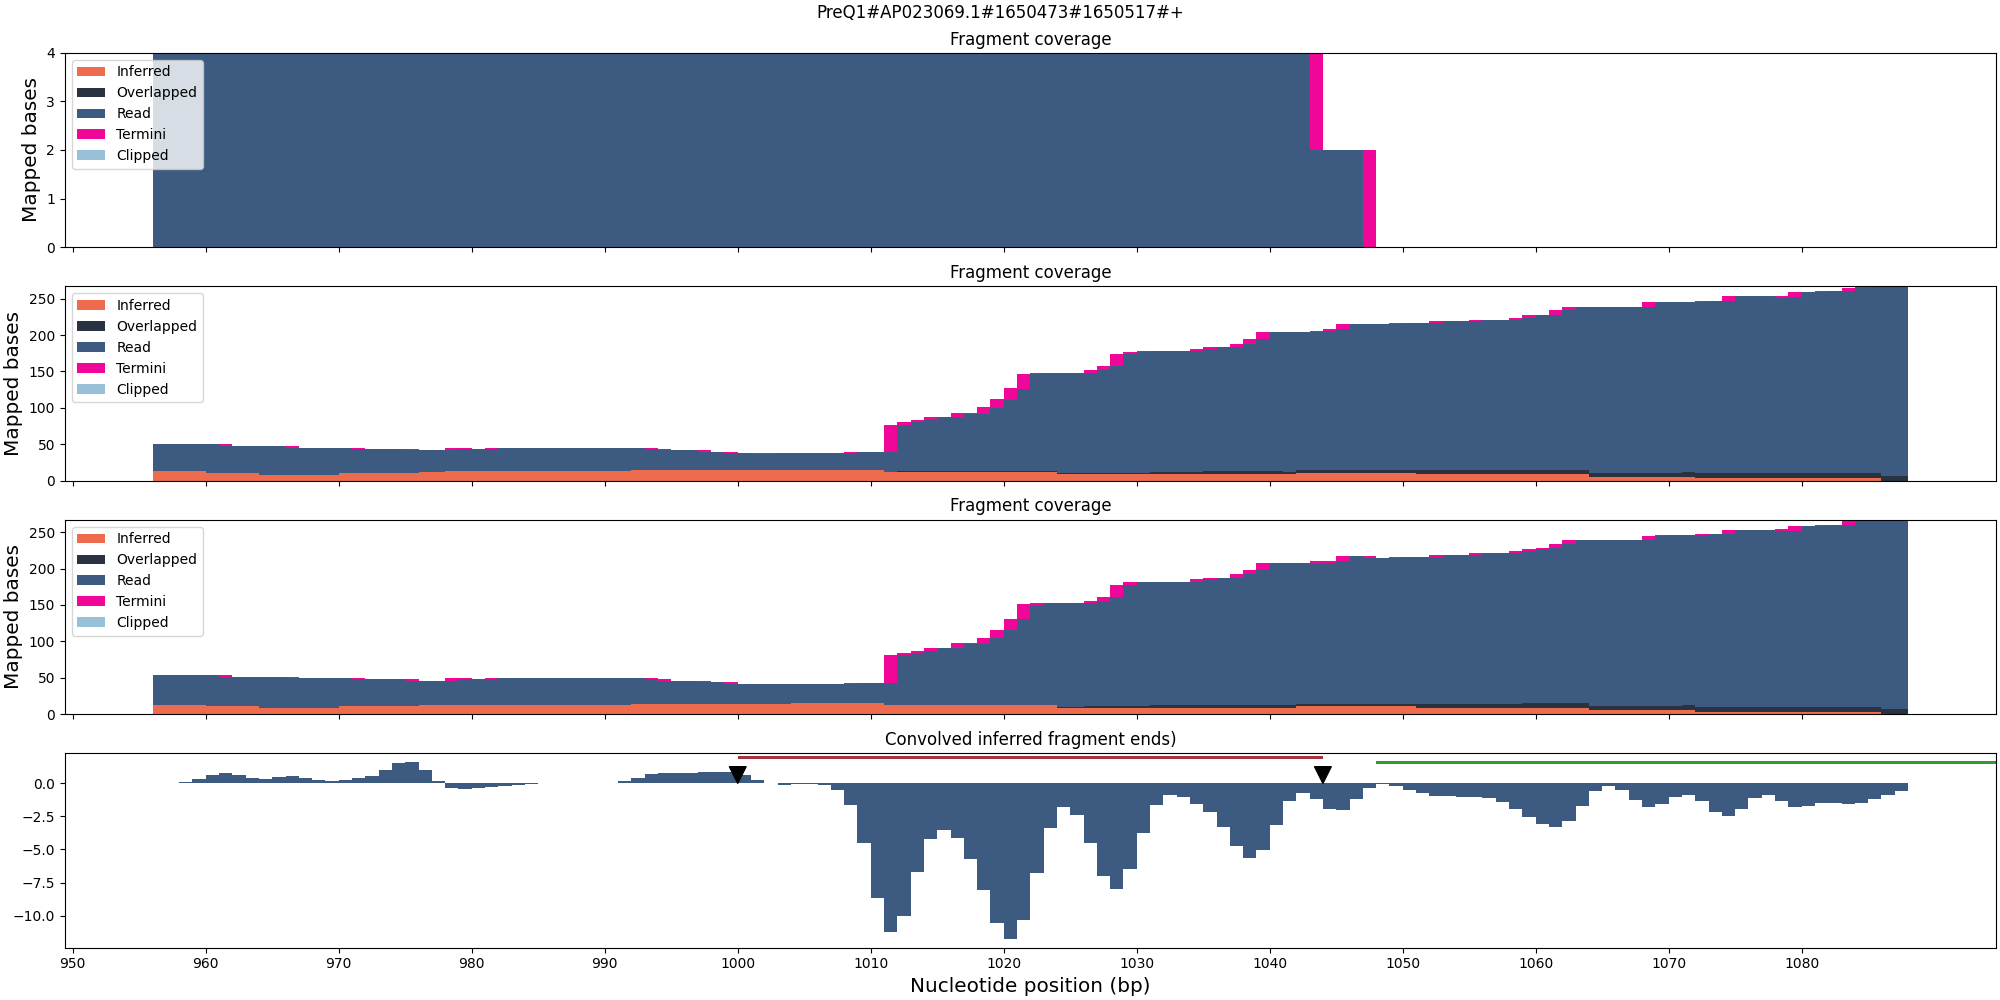 PreQ1#AP023069.1#1650473#1650517#+
Fragment coverage
Mapped bases
4
3
2
1
0
Inferred
Overlapped
Read
Termini
Clipped
Fragment coverage
Mapped bases
250
200
150
100
50
0
Inferred
Overlapped
Read
Termini
Clipped
Fragment coverage
Mapped bases
250
200
150
100
50
0
Inferred
Overlapped
Read
Termini
Clipped
Convolved inferred fragment ends)
0.0
−2.5
−5.0
−7.5
−10.0
950 960 970 980 990 1000 1010 1020 1030 1040 1050 1060 1070 1080
Nucleotide position (bp)